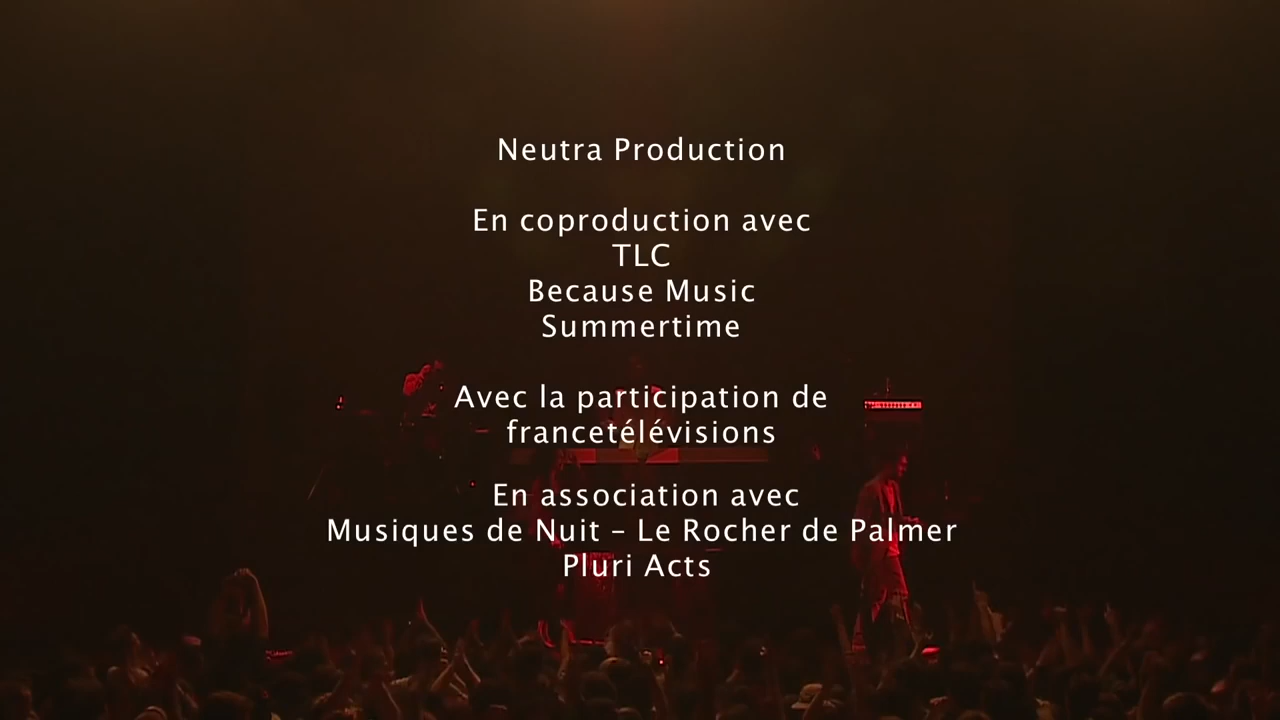 Neutra Production
En coproduction avec
TLC
Because Music
Summertime
Avec la participation de
francetélévisions
En association avec
Musiques de Nuit – Le Rocher de Palmer
Pluri Acts